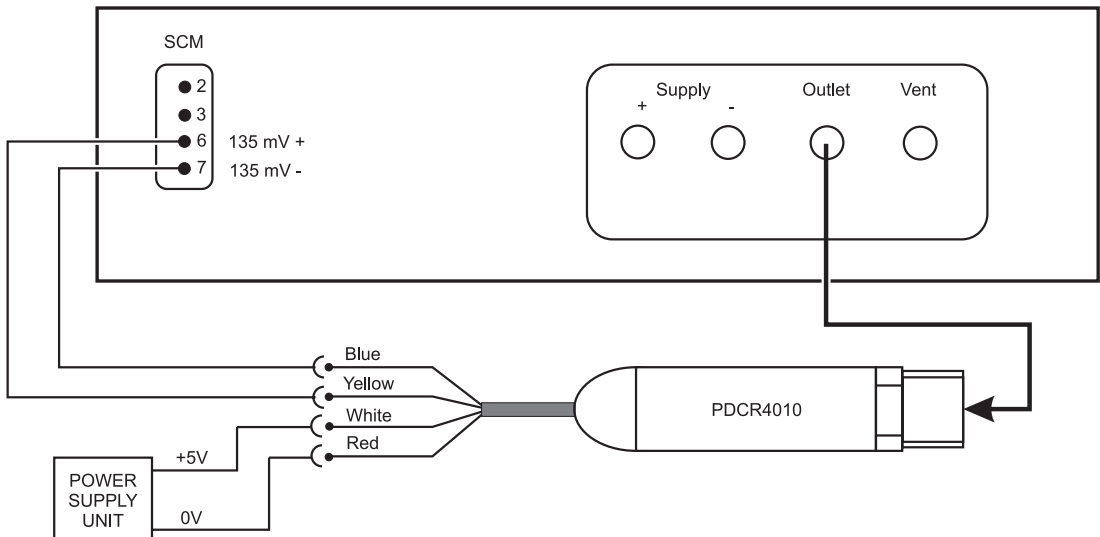 SCM
2
3
6 135 mV +
7 135 mV -
Supply
+ -
Outlet
Vent
Blue
Yellow
White
Red
PDCR4010
+5V
0V
POWER
SUPPLY
UNIT